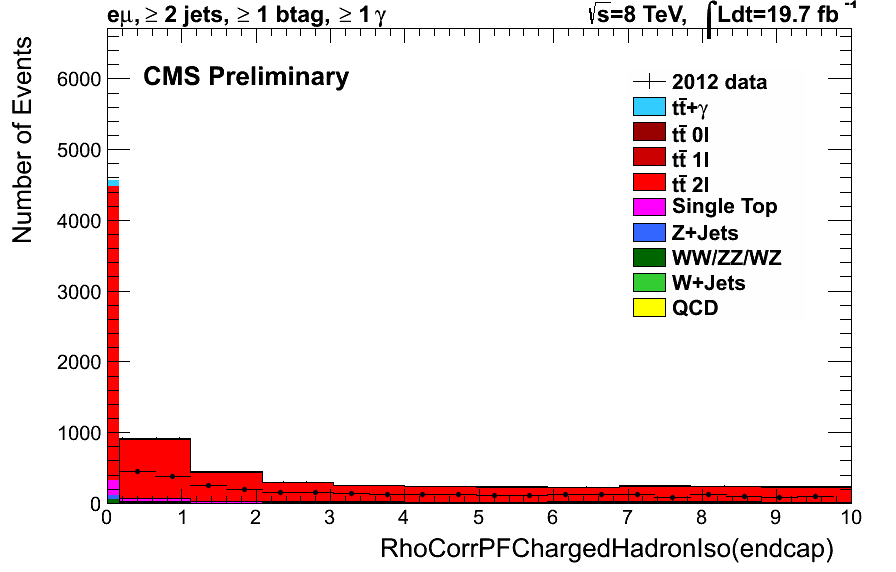 eμ, ≥ 2 jets, ≥ 1 btag, ≥ 1 γ
√s=8 TeV, ∫Ldt=19.7 fb⁻¹
CMS Preliminary
Number of Events
6000
5000
4000
3000
2000
1000
0
2012 data
tt̄+γ
tt̄ 0l
tt̄ 1l
tt̄ 2l
Single Top
Z+Jets
WW/ZZ/WZ
W+Jets
QCD
0 1 2 3 4 5 6 7 8 9 10
RhoCorrPFChargedHadronIso(endcap)